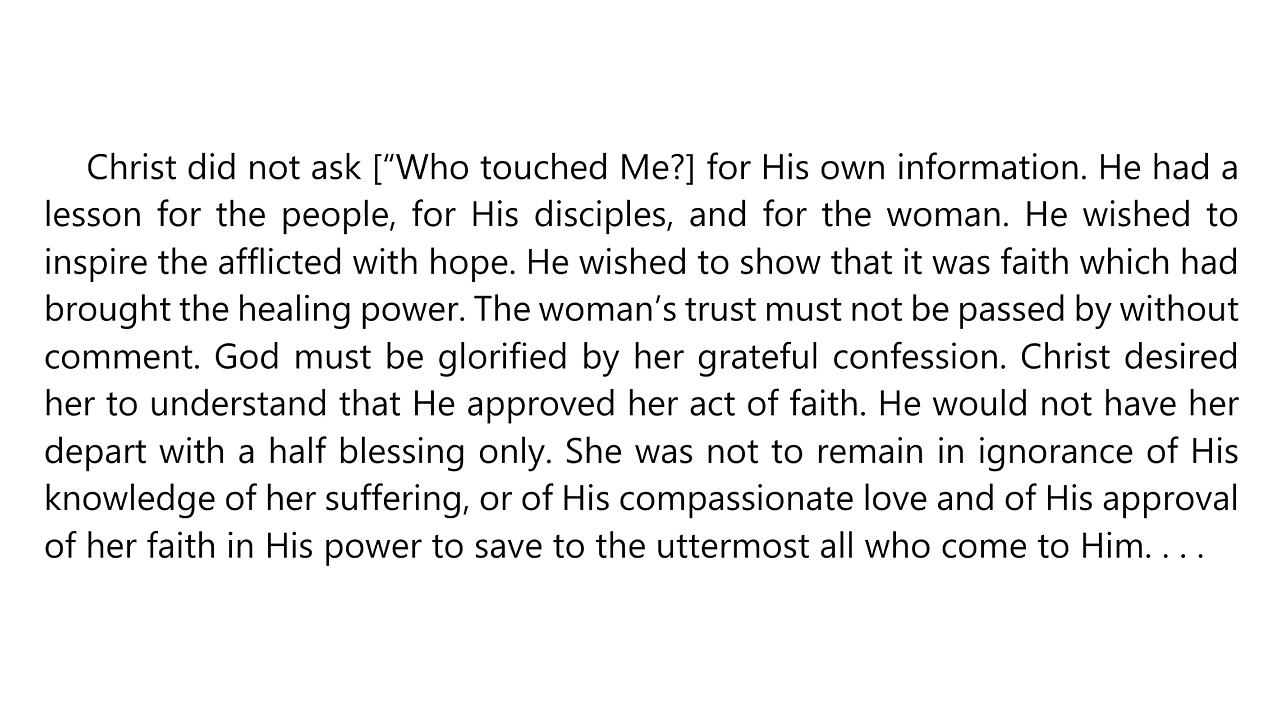 Christ did not ask [“Who touched Me?] for His own information. He had a
lesson for the people, for His disciples, and for the woman. He wished to
inspire the afflicted with hope. He wished to show that it was faith which had
brought the healing power. The woman’s trust must not be passed by without
comment. God must be glorified by her grateful confession. Christ desired
her to understand that He approved her act of faith. He would not have her
depart with a half blessing only. She was not to remain in ignorance of His
knowledge of her suffering, or of His compassionate love and of His approval
of her faith in His power to save to the uttermost all who come to Him. . . .